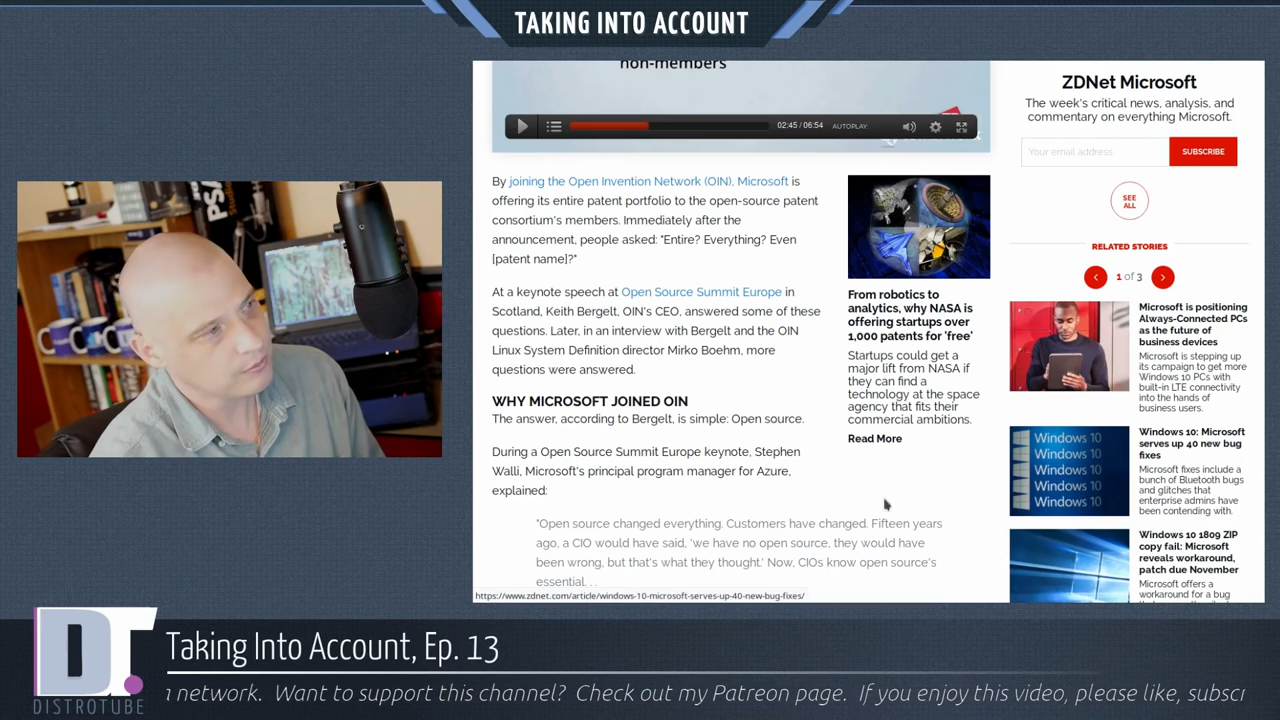 TAKING INTO ACCOUNT
non-members
02:45 / 06:54 AUTOPLAY
By joining the Open Invention Network (OIN), Microsoft is
offering its entire patent portfolio to the open-source patent
consortium's members. Immediately after the
announcement, people asked: "Entire? Everything? Even
[patent name]?"
At a keynote speech at Open Source Summit Europe in
Scotland, Keith Bergelt, OIN's CEO, answered some of these
questions. Later, in an interview with Bergelt and the OIN
Linux System Definition director Mirko Boehm, more
questions were answered.
WHY MICROSOFT JOINED OIN
The answer, according to Bergelt, is simple: Open source.
During a Open Source Summit Europe keynote, Stephen
Walli, Microsoft's principal program manager for Azure,
explained:
"Open source changed everything. Customers have changed. Fifteen years
ago, a CIO would have said, 'we have no open source, they would have
been wrong, but that's what they thought.' Now, CIOs know open source's
essential. . .
https://www.zdnet.com/article/windows-10-microsoft-serves-up-40-new-bug-fixes/
From robotics to
analytics, why NASA is
offering startups over
1,000 patents for 'free'
Startups could get a
major lift from NASA if
they can find a
technology at the space
agency that fits their
commercial ambitions.
Read More
ZDNet Microsoft
The week's critical news, analysis, and
commentary on everything Microsoft.
Your email address
SUBSCRIBE
SEE
ALL
RELATED STORIES
1 of 3
Microsoft is positioning
Always-Connected PCs
as the future of
business devices
Microsoft is stepping up
its campaign to get more
Windows 10 PCs with
built-in LTE connectivity
into the hands of
business users.
Windows 10
Windows 10
Windows 10
Windows 10
Windows 10
Windows 10: Microsoft
serves up 40 new bug
fixes
Microsoft fixes include a
bunch of Bluetooth bugs
and glitches that
enterprise admins have
been contending with.
Windows 10 1809 ZIP
copy fail: Microsoft
reveals workaround,
patch due November
Microsoft offers a
workaround for a bug
DT
DISTROTUBE
Taking Into Account, Ep. 13
network. Want to support this channel? Check out my Patreon page. If you enjoy this video, please like, subscr